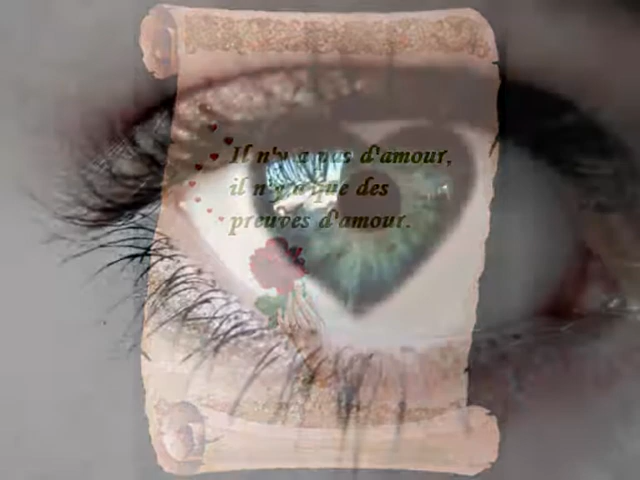 Il n'y a pas d'amour,
il n'y a que des
preuves d'amour.